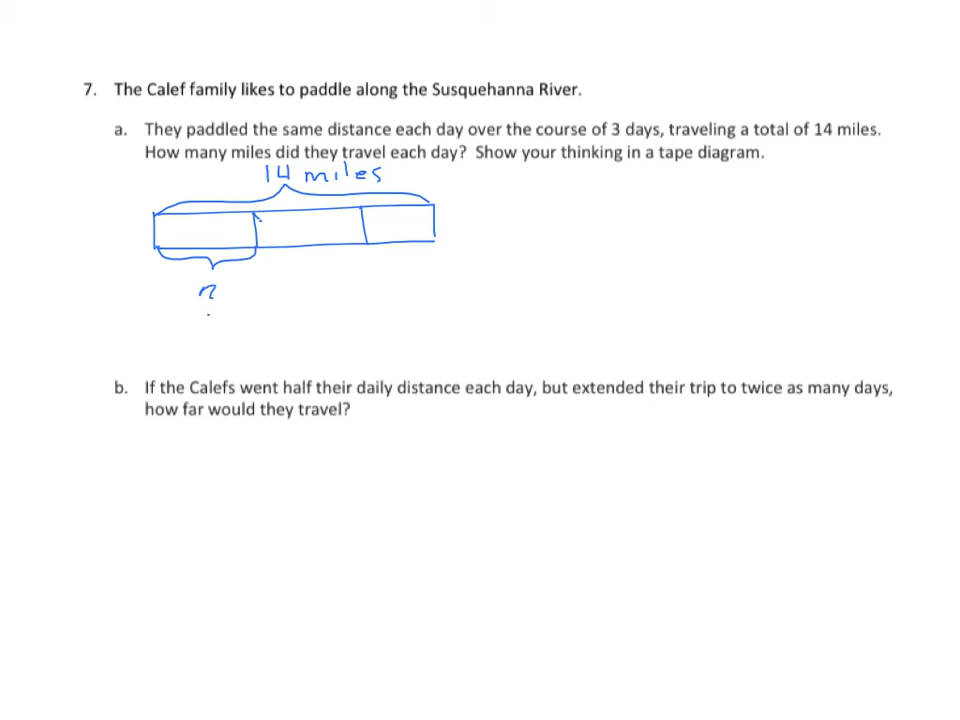 7. The Calef family likes to paddle along the Susquehanna River.
a. They paddled the same distance each day over the course of 3 days, traveling a total of 14 miles.
How many miles did they travel each day? Show your thinking in a tape diagram.
14 miles
?
b. If the Calefs went half their daily distance each day, but extended their trip to twice as many days,
how far would they travel?